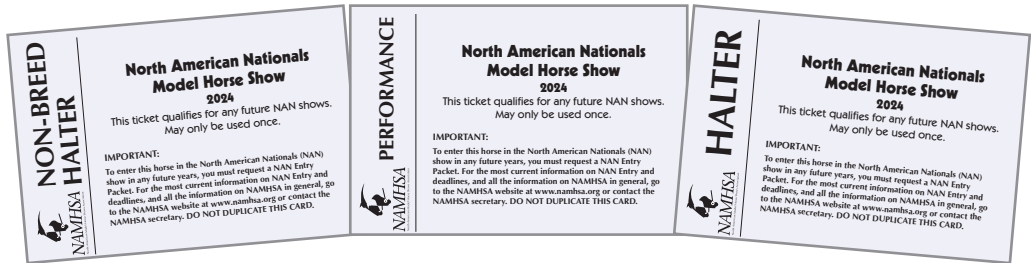 NON-BREED
HALTER
NAMHSA
North American Nationals
Model Horse Show
2024
This ticket qualifies for any future NAN shows.
May only be used once.
IMPORTANT:
To enter this horse in the North American Nationals (NAN)
show in any future years, you must request a NAN Entry
Packet. For the most current information on NAN Entry and
deadlines, and all the information on NAMHSA in general, go
to the NAMHSA website at www.namhsa.org or contact the
NAMHSA secretary. DO NOT DUPLICATE THIS CARD.
PERFORMANCE
NAMHSA
North American Nationals
Model Horse Show
2024
This ticket qualifies for any future NAN shows.
May only be used once.
IMPORTANT:
To enter this horse in the North American Nationals (NAN)
show in any future years, you must request a NAN Entry
Packet. For the most current information on NAN Entry and
deadlines, and all the information on NAMHSA in general, go
to the NAMHSA website at www.namhsa.org or contact the
NAMHSA secretary. DO NOT DUPLICATE THIS CARD.
HALTER
NAMHSA
North American Nationals
Model Horse Show
2024
This ticket qualifies for any future NAN shows.
May only be used once.
IMPORTANT:
To enter this horse in the North American Nationals (NAN)
show in any future years, you must request a NAN Entry
Packet. For the most current information on NAN Entry and
deadlines, and all the information on NAMHSA in general, go
to the NAMHSA website at www.namhsa.org or contact the
NAMHSA secretary. DO NOT DUPLICATE THIS CARD.